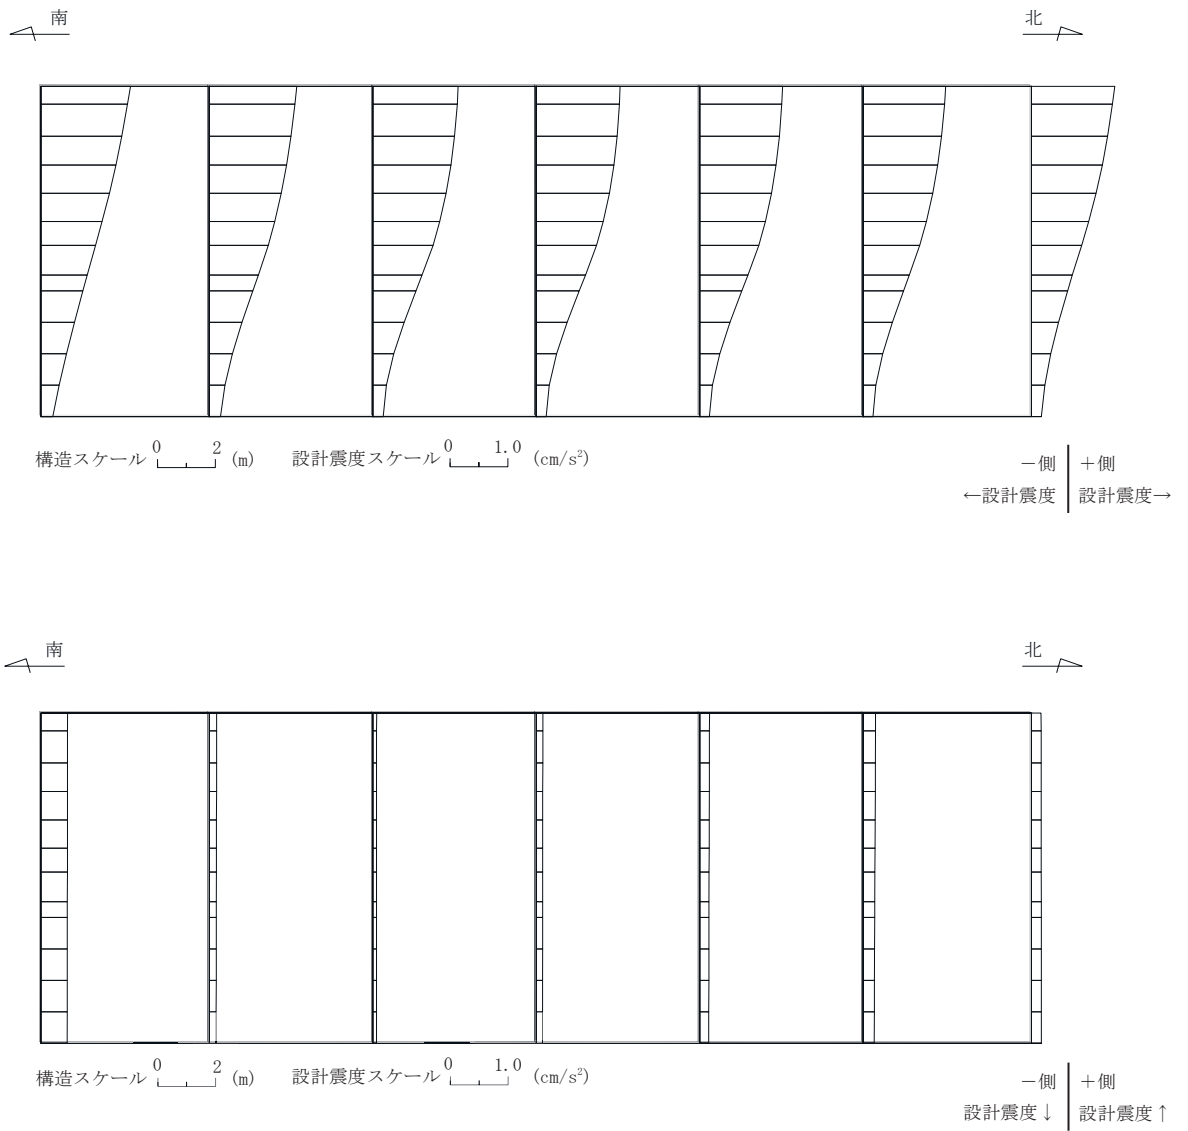 南 北
構造スケール 0 2 (m) 設計震度スケール 0 1.0 (cm/s²)
－側 ＋側
←設計震度 設計震度→
南 北
構造スケール 0 2 (m) 設計震度スケール 0 1.0 (cm/s²)
－側 ＋側
設計震度↓ 設計震度↑